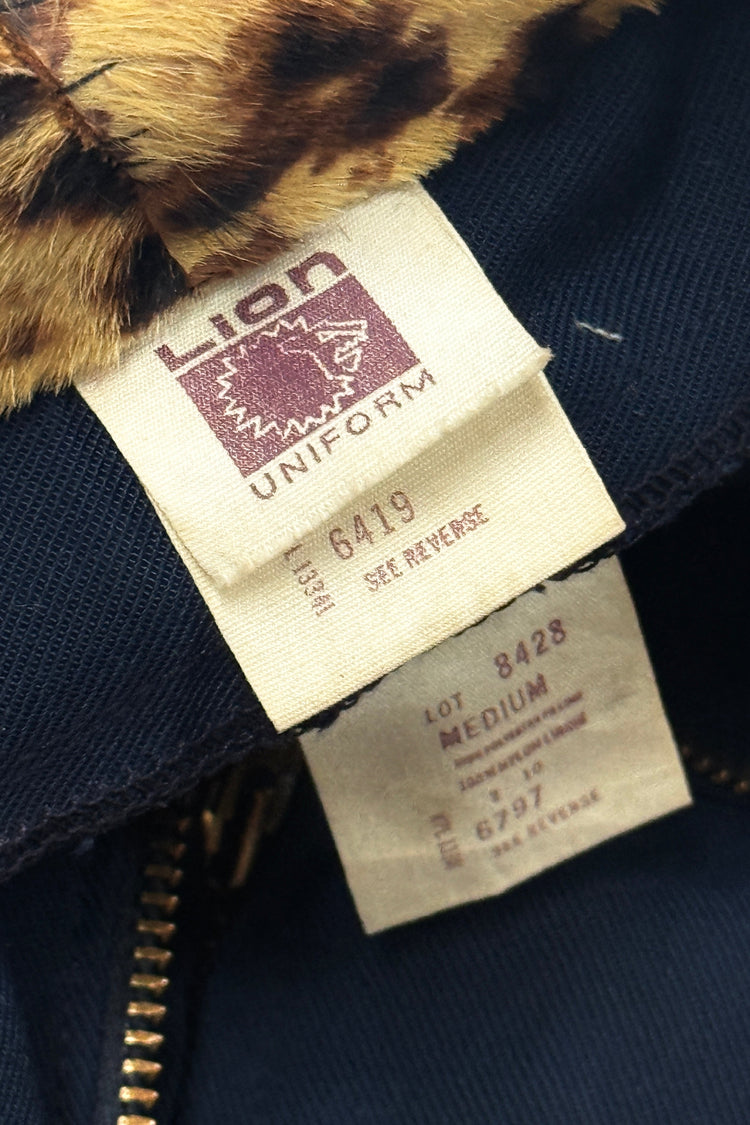 Lion
UNIFORM
6419
SEE REVERSE
LOT 8428
MEDIUM
6797
SEE REVERSE